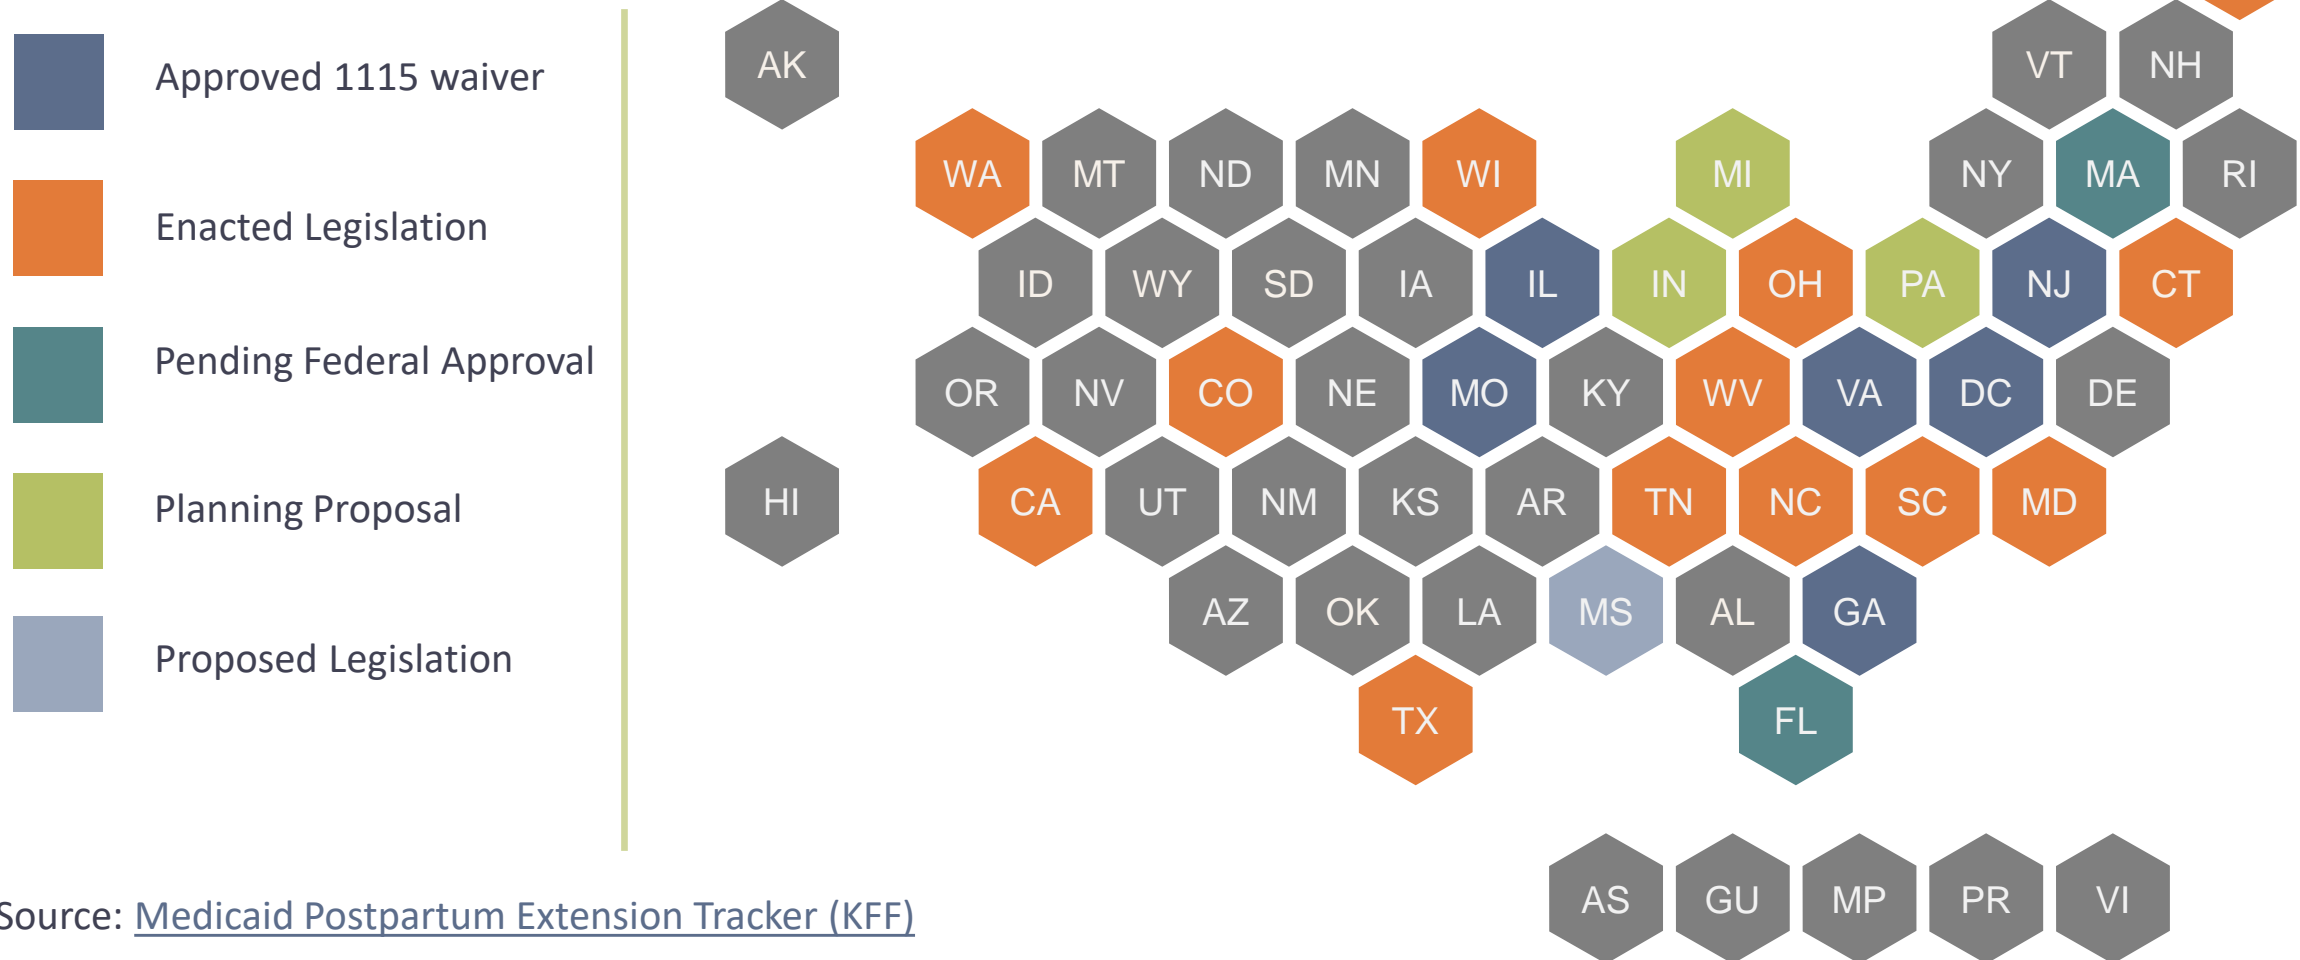 Approved 1115 waiver
Enacted Legislation
Pending Federal Approval
Planning Proposal
Proposed Legislation
AK
VT NH
WA MT ND MN WI MI NY MA RI
ID WY SD IA IL IN OH PA NJ CT
OR NV CO NE MO KY WV VA DC DE
HI CA UT NM KS AR TN NC SC MD
AZ OK LA MS AL GA
TX FL
AS GU MP PR VI
Source: Medicaid Postpartum Extension Tracker (KFF)